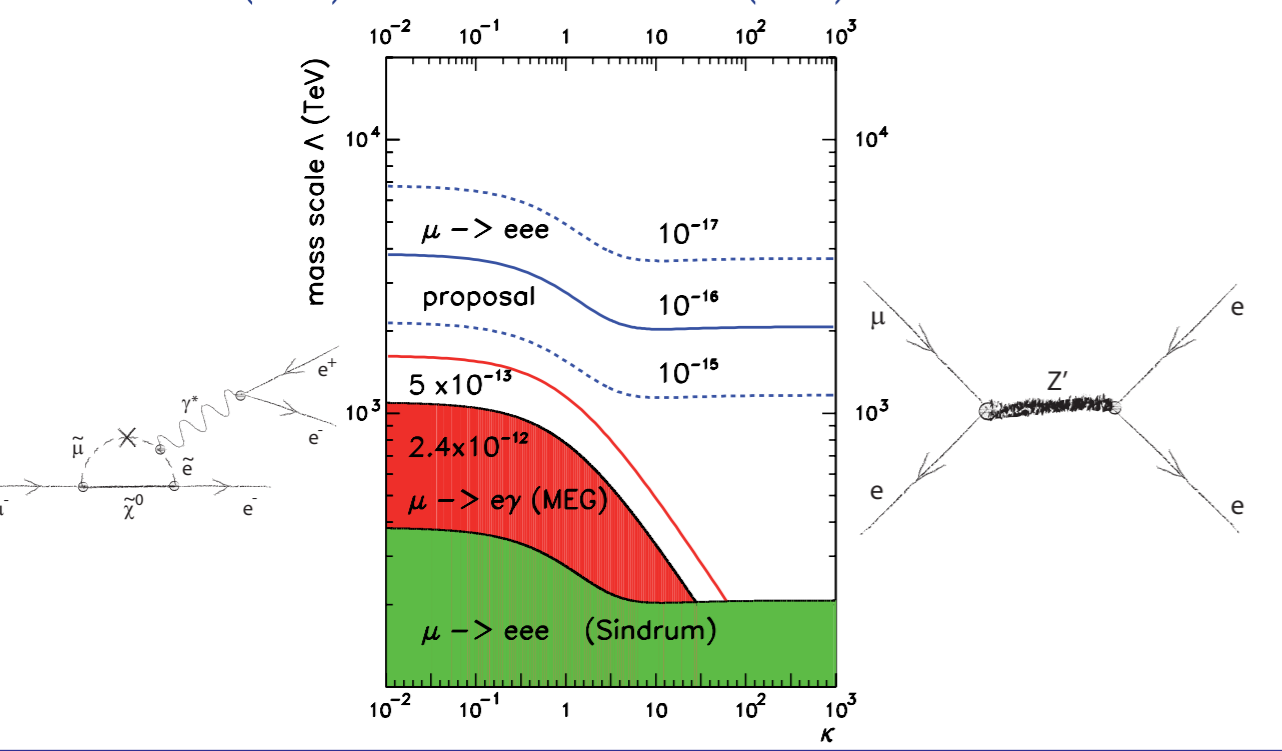 10⁻² 10⁻¹ 1 10 10² 10³
mass scale Λ (TeV)
10⁴ 10⁴
μ –> eee 10⁻¹⁷
proposal 10⁻¹⁶
10⁻¹⁵
5 x10⁻¹³
10³ 10³
2.4x10⁻¹²
μ –> eγ (MEG)
μ –> eee (Sindrum)
10⁻² 10⁻¹ 1 10 10² 10³
κ
e⁺
γ*
e⁻
μ̃
ẽ
χ̃⁰
e⁻
μ
e
Z′
e
e